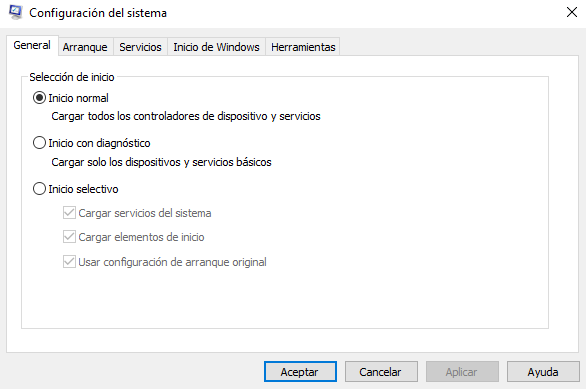 Configuración del sistema
General Arranque Servicios Inicio de Windows Herramientas
Selección de inicio
Inicio normal
Cargar todos los controladores de dispositivo y servicios
Inicio con diagnóstico
Cargar solo los dispositivos y servicios básicos
Inicio selectivo
Cargar servicios del sistema
Cargar elementos de inicio
Usar configuración de arranque original
Aceptar Cancelar Aplicar Ayuda